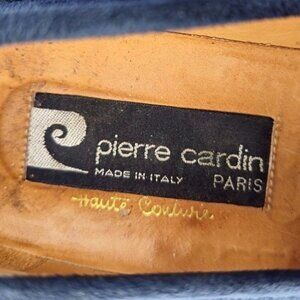 pierre cardin
MADE IN ITALY PARIS
Haute Couture